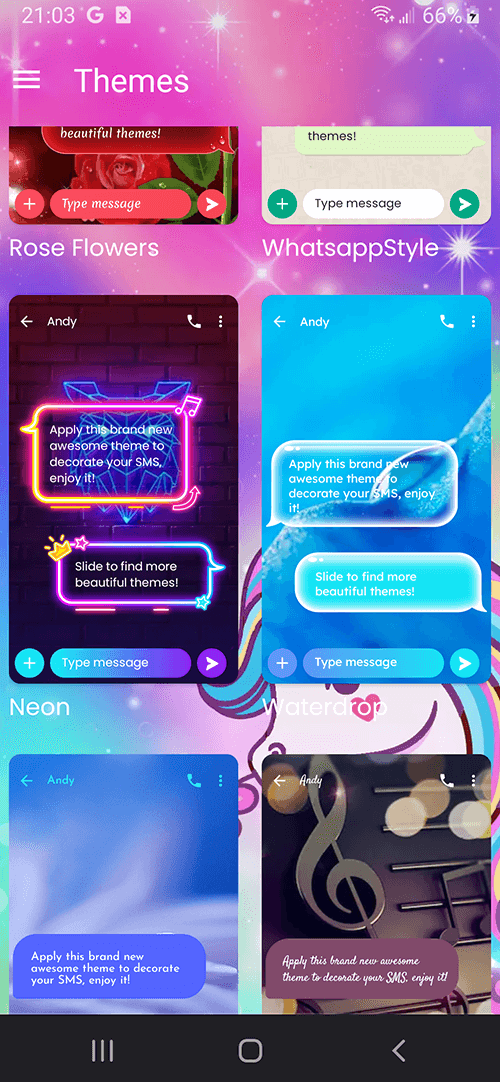 21:03
66%
Themes
beautiful themes!
Type message
themes!
Type message
Rose Flowers
WhatsappStyle
Andy
Apply this brand new
awesome theme to
decorate your SMS,
enjoy it!
Slide to find more
beautiful themes!
Type message
Andy
Apply this brand new
awesome theme to
decorate your SMS, enjoy
it!
Slide to find more
beautiful themes!
Type message
Neon
Waterdrop
Andy
Apply this brand new
awesome theme to decorate
your SMS, enjoy it!
Andy
Apply this brand new awesome
theme to decorate your SMS, enjoy it!